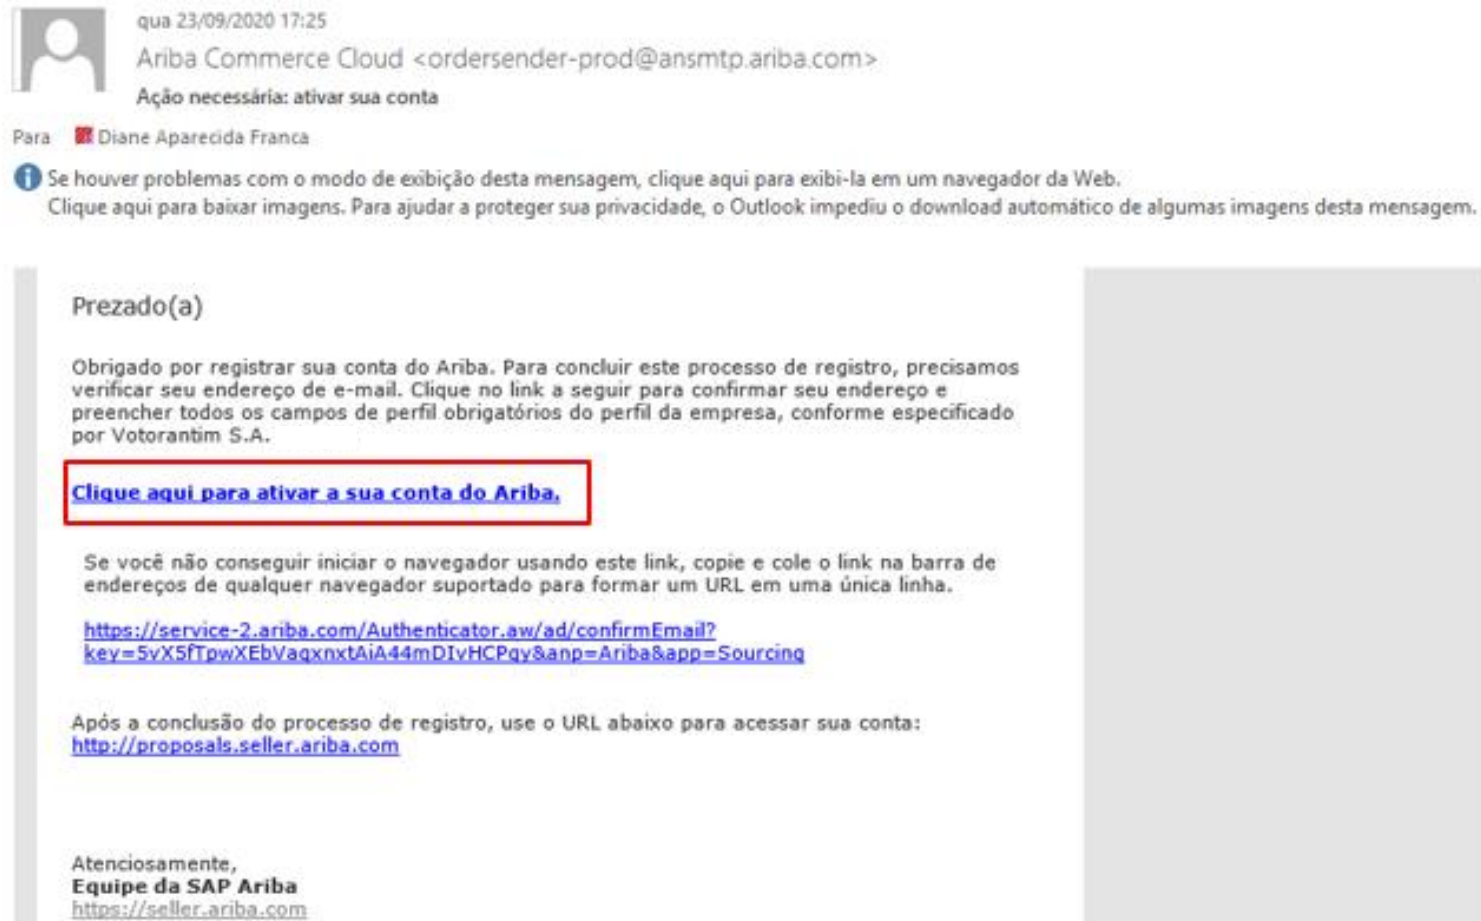 qua 23/09/2020 17:25
Ariba Commerce Cloud <ordersender-prod@ansmtp.ariba.com>
Ação necessária: ativar sua conta
Para Diane Aparecida Franca
Se houver problemas com o modo de exibição desta mensagem, clique aqui para exibi-la em um navegador da Web.
Clique aqui para baixar imagens. Para ajudar a proteger sua privacidade, o Outlook impediu o download automático de algumas imagens desta mensagem.
Prezado(a)
Obrigado por registrar sua conta do Ariba. Para concluir este processo de registro, precisamos
verificar seu endereço de e-mail. Clique no link a seguir para confirmar seu endereço e
preencher todos os campos de perfil obrigatórios do perfil da empresa, conforme especificado
por Votorantim S.A.
Clique aqui para ativar a sua conta do Ariba.
Se você não conseguir iniciar o navegador usando este link, copie e cole o link na barra de
endereços de qualquer navegador suportado para formar um URL em uma única linha.
https://service-2.ariba.com/Authenticator.aw/ad/confirmEmail?
key=5vX5fTpwXEbVaqxnxtAiA44mDIvHCPqy&anp=Ariba&app=Sourcing
Após a conclusão do processo de registro, use o URL abaixo para acessar sua conta:
http://proposals.seller.ariba.com
Atenciosamente,
Equipe da SAP Ariba
https://seller.ariba.com